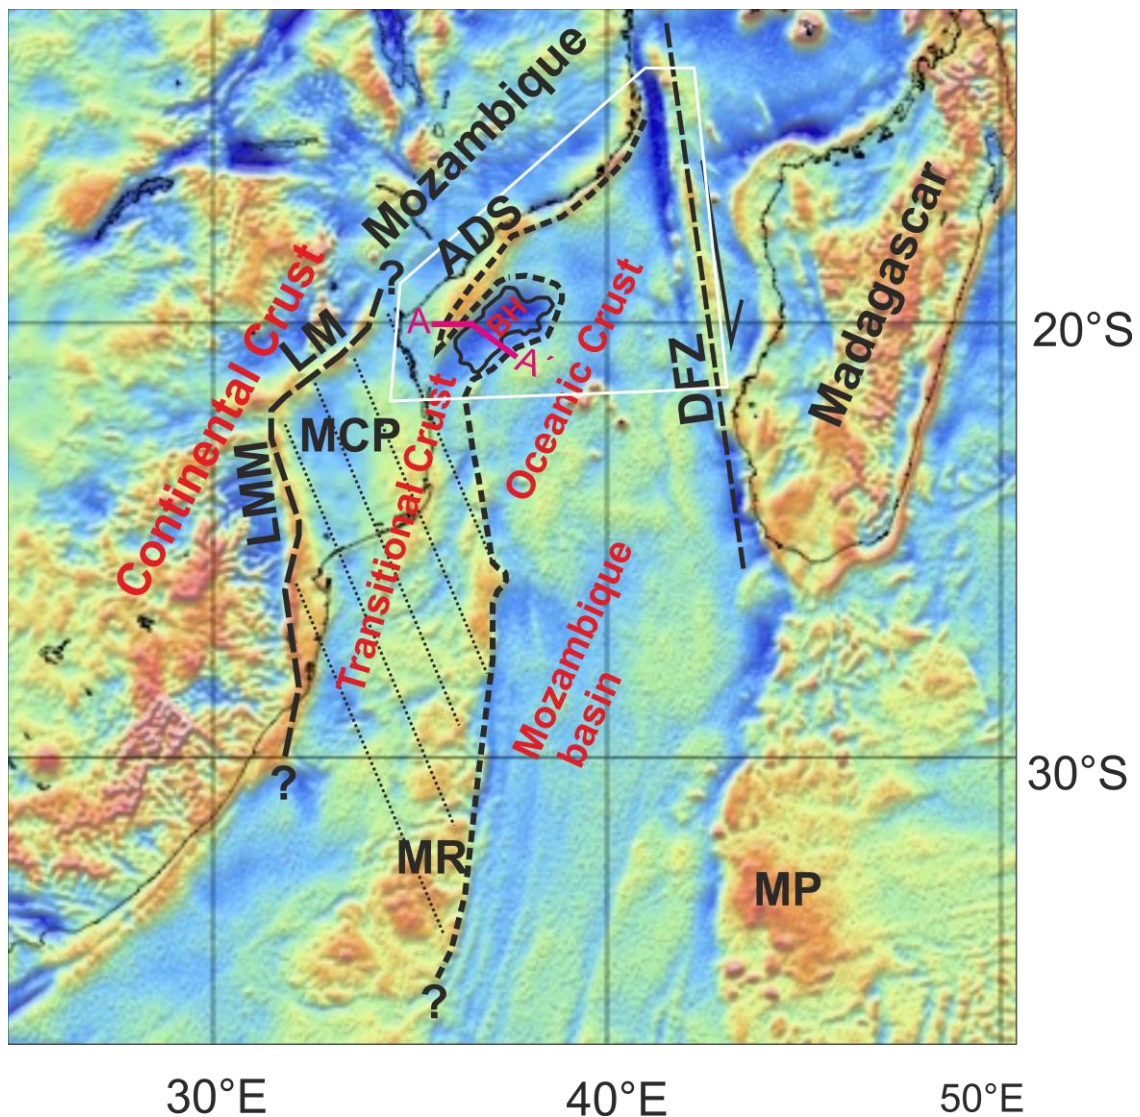 Mozambique
ADS
?
Continental Crust
LM
A
BH
A´
Oceanic Crust
Madagascar
20°S
DFZ
MCP
LMM
Transitional Crust
Mozambique
basin
30°S
?
MR
MP
?
30°E
40°E
50°E